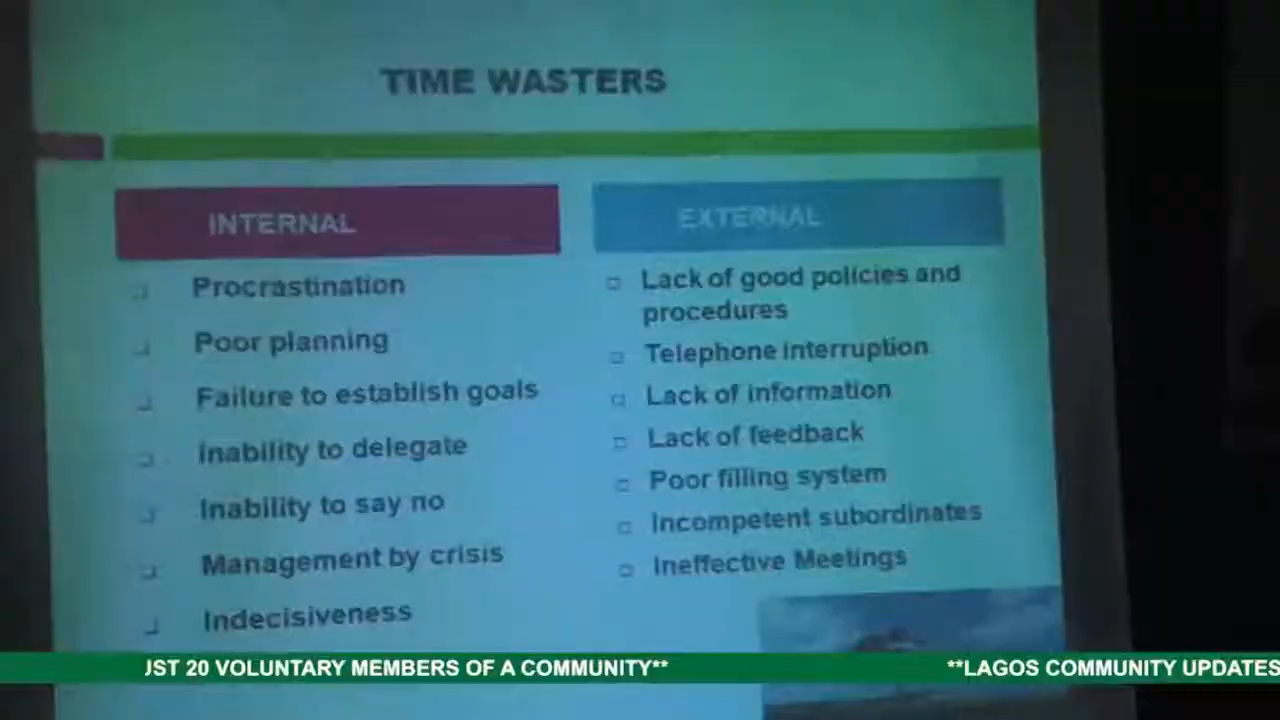 TIME WASTERS
INTERNAL
Procrastination
Poor planning
Failure to establish goals
Inability to delegate
Inability to say no
Management by crisis
Indecisiveness
EXTERNAL
Lack of good policies and
procedures
Telephone interruption
Lack of information
Lack of feedback
Poor filling system
Incompetent subordinates
Ineffective Meetings
JST 20 VOLUNTARY MEMBERS OF A COMMUNITY** **LAGOS COMMUNITY UPDATES